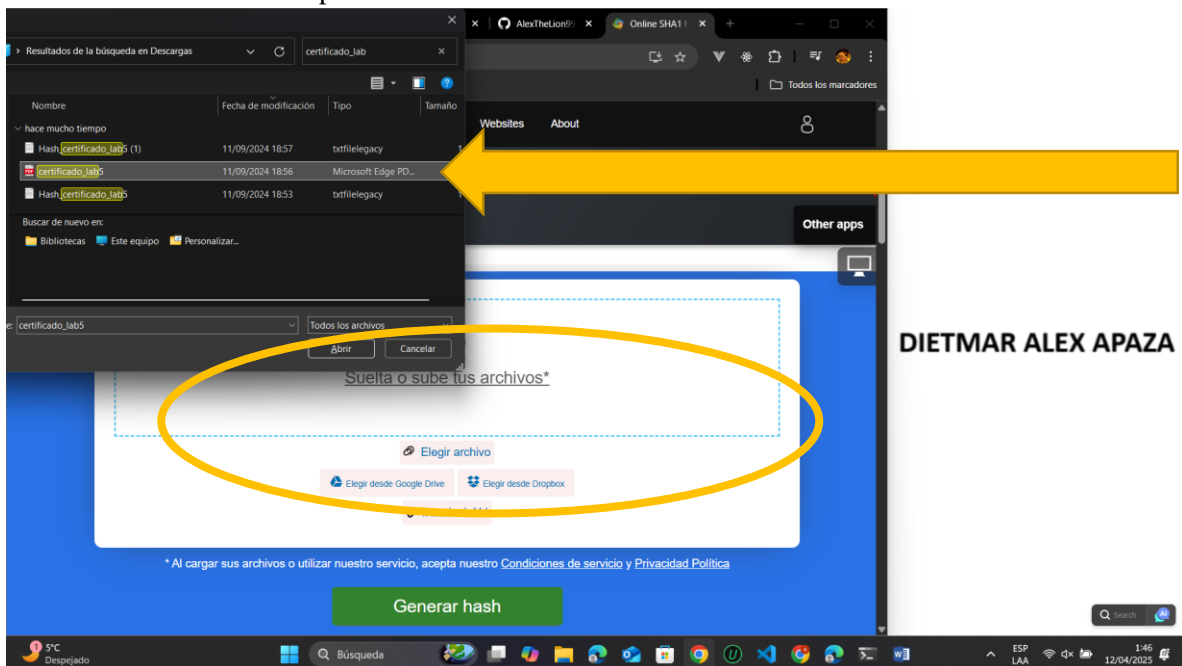 AlexTheLion99
Online SHA1 H
Resultados de la búsqueda en Descargas
certificado_lab
Todos los marcadores
Nombre
Fecha de modificación
Tipo
Tamaño
Websites
About
hace mucho tiempo
Hash_certificado_lab5 (1)
11/09/2024 18:57
txtfilelegacy
certificado_lab5
11/09/2024 18:56
Microsoft Edge PD...
Hash_certificado_lab5
11/09/2024 18:53
txtfilelegacy
Buscar de nuevo en:
Bibliotecas
Este equipo
Personalizar...
Other apps
certificado_lab5
Todos los archivos
Abrir
Cancelar
DIETMAR ALEX APAZA
Suelta o sube tus archivos*
Elegir archivo
Elegir desde Google Drive
Elegir desde Dropbox
* Al cargar sus archivos o utilizar nuestro servicio, acepta nuestro Condiciones de servicio y Privacidad Política
Generar hash
Search
AI
1
5°C
Despejado
Búsqueda
ESP
LAA
1:46
12/04/2025